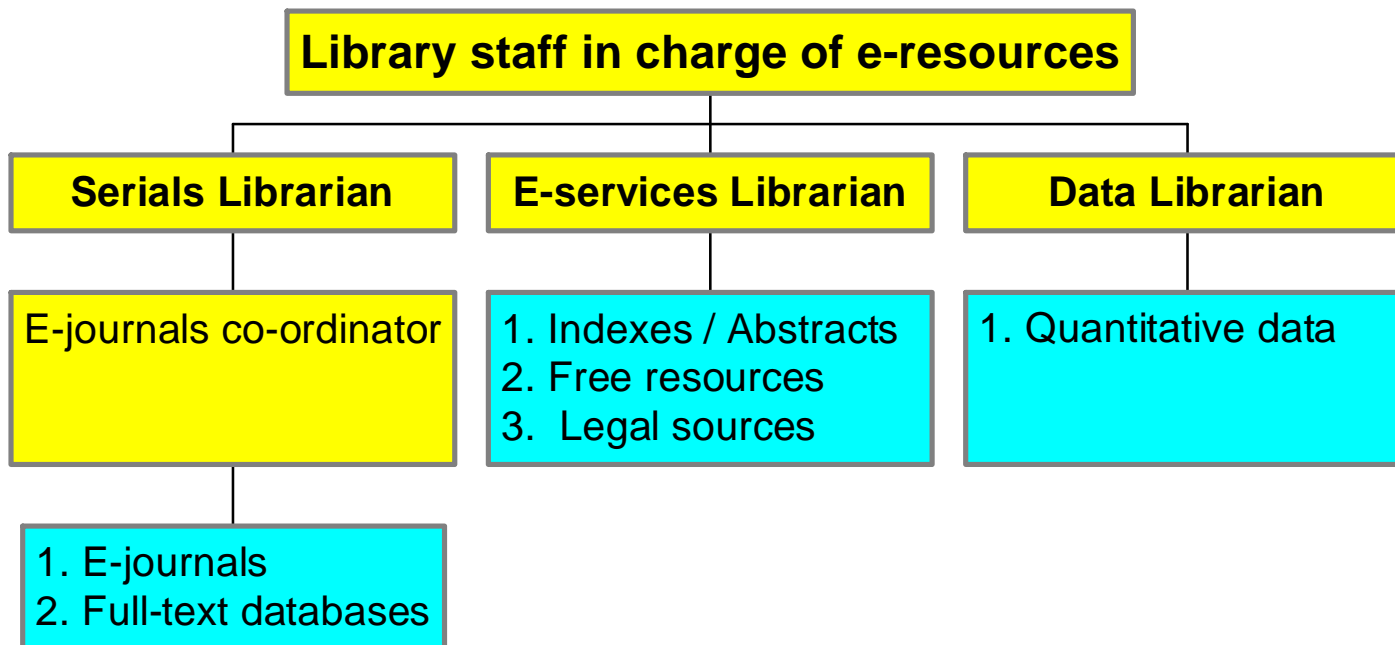 Library staff in charge of e-resources
Serials Librarian
E-services Librarian
Data Librarian
E-journals co-ordinator
1. Indexes / Abstracts
2. Free resources
3.  Legal sources
1. Quantitative data
1. E-journals
2. Full-text databases